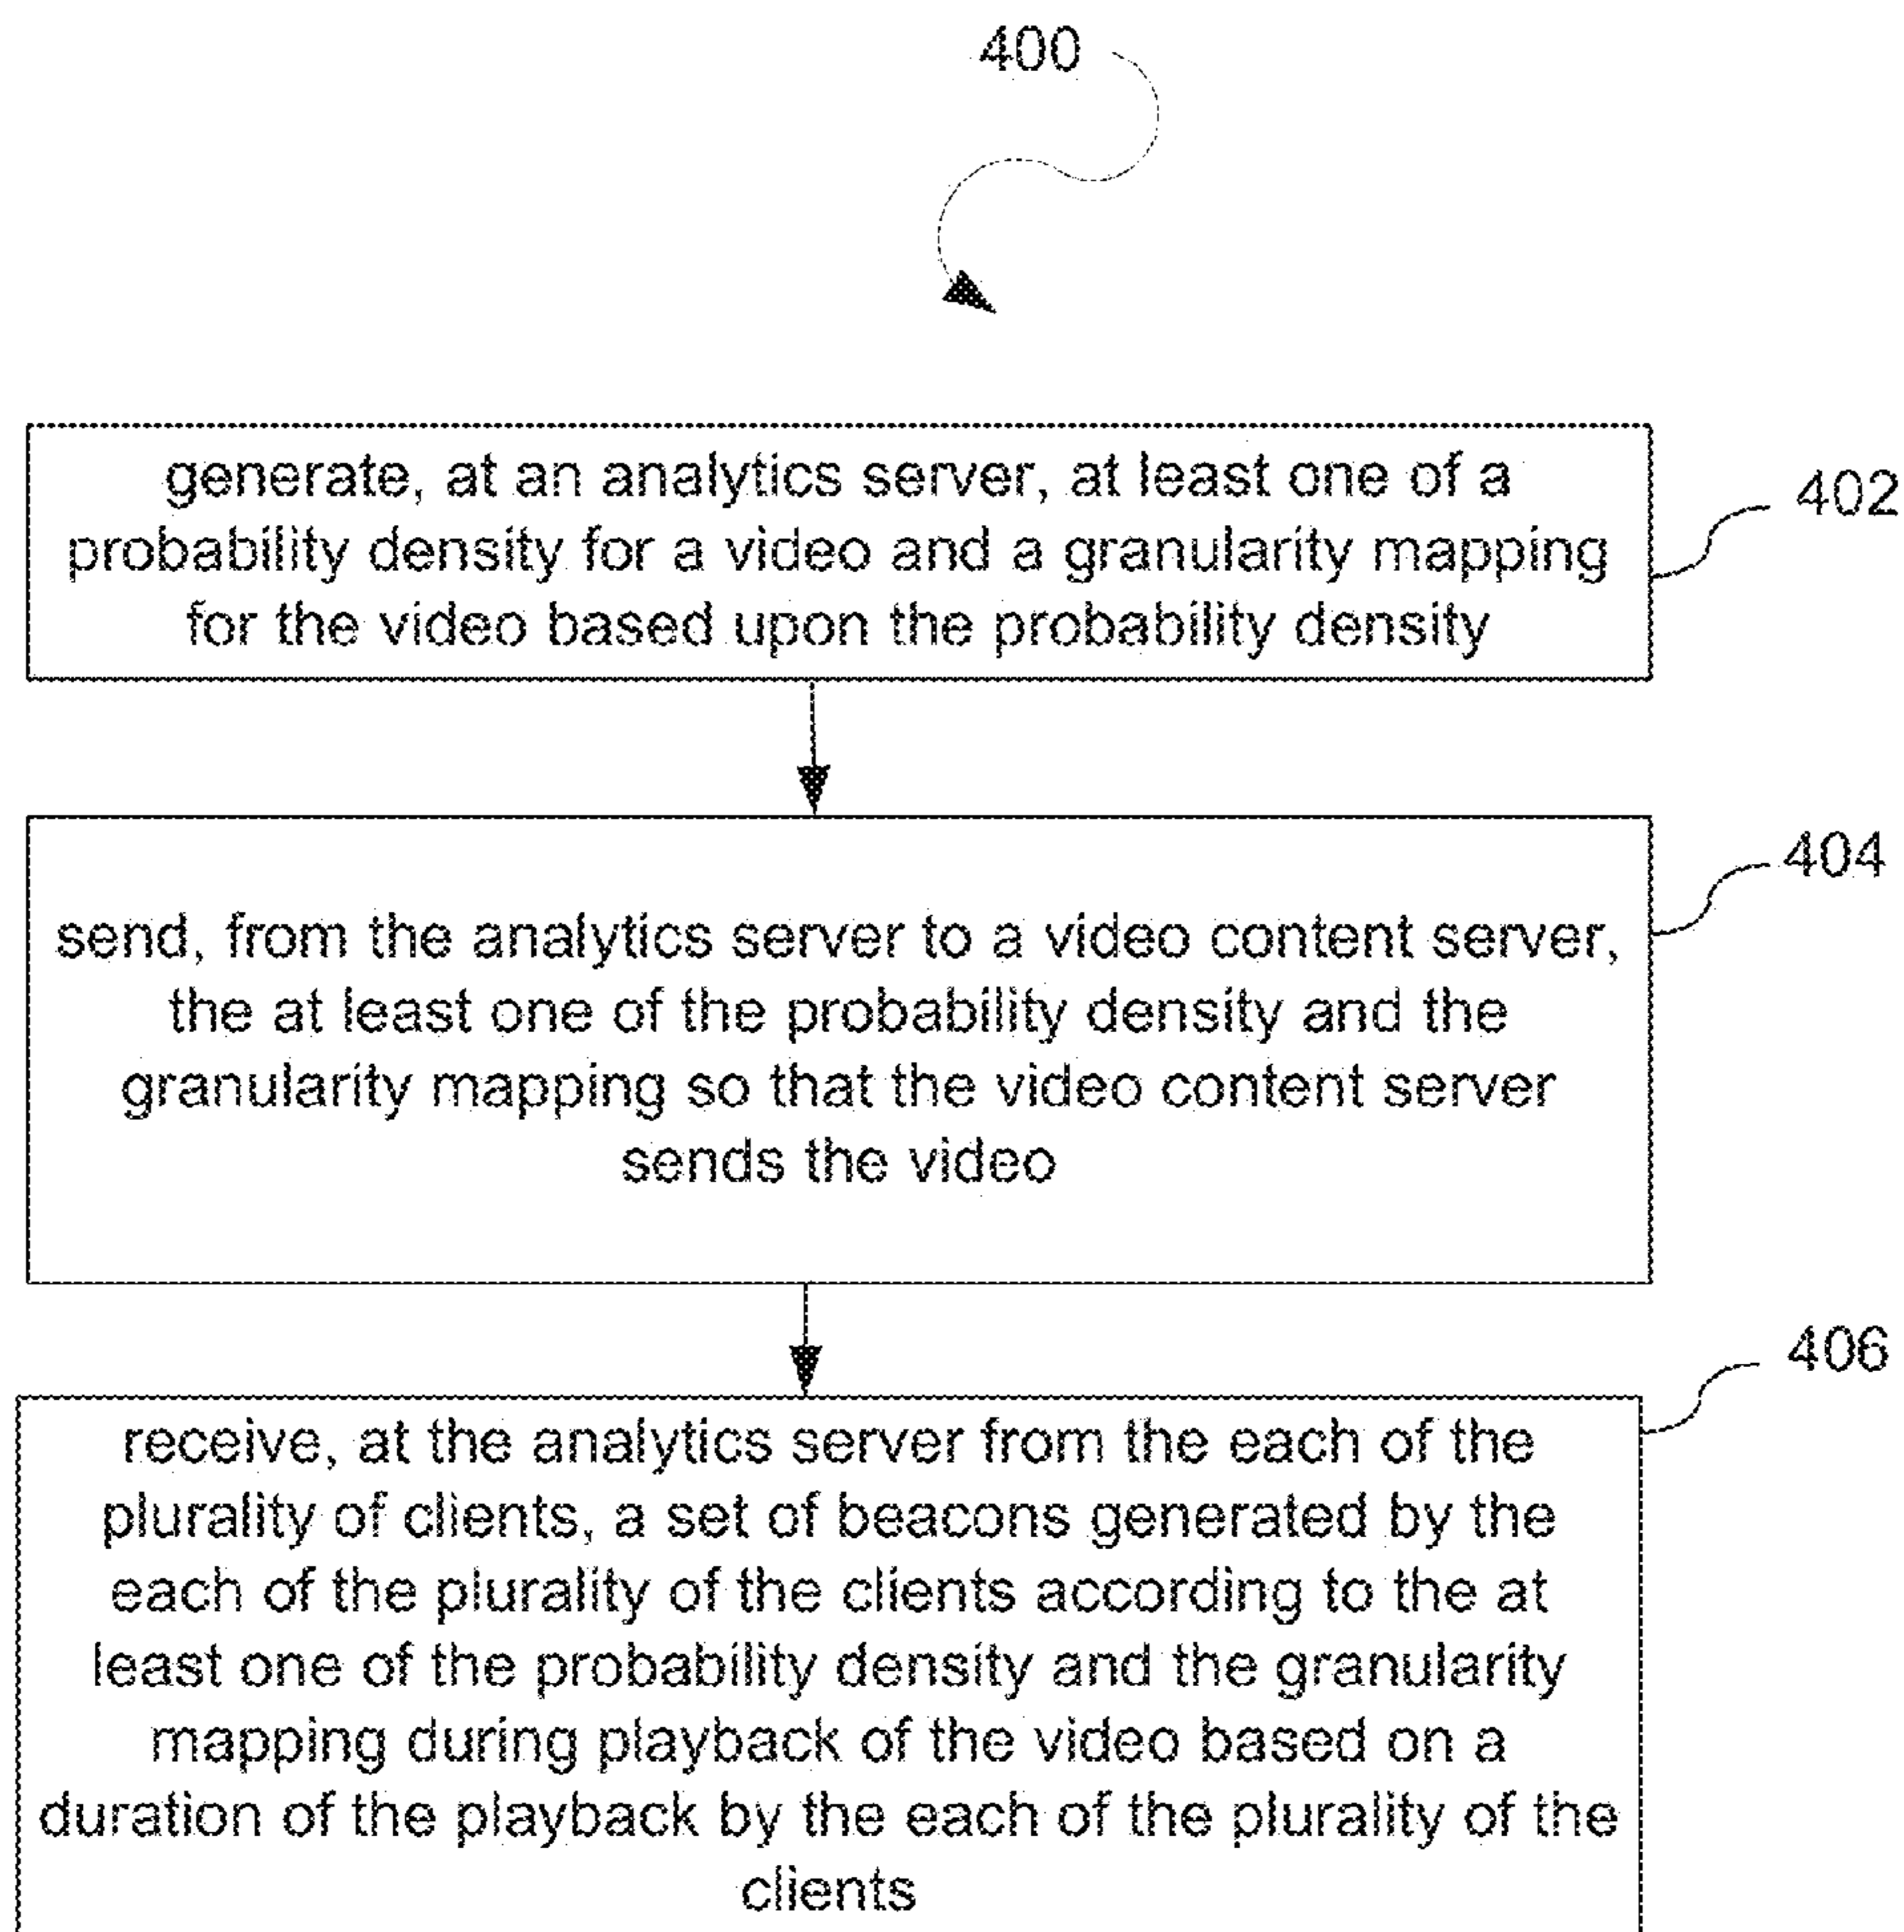 400
generate, at an analytics server, at least one of a
probability density for a video and a granularity mapping
for the video based upon the probability density
402
send, from the analytics server to a video content server,
the at least one of the probability density and the
granularity mapping so that the video content server
sends the video
404
receive, at the analytics server from the each of the
plurality of clients, a set of beacons generated by the
each of the plurality of the clients according to the at
least one of the probability density and the granularity
mapping during playback of the video based on a
duration of the playback by the each of the plurality of the
clients
406